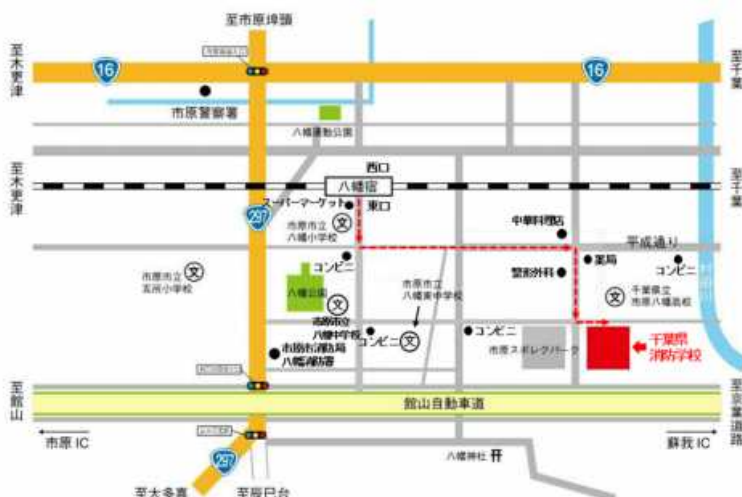 至市原埠頭
至木更津
至千葉
16
16
市原警察署
八幡運動公園
西口
至木更津
八幡宿
至千葉
スーパーマーケット
東口
297
市原市立
八幡小学校
中華料理店
平成通り
コンビニ
薬局
コンビニ
市原市立
五所小学校
八幡公園
市原市立
八幡東中学校
整形外科
千葉県立
市原八幡高校
市原市立
八幡中学校
コンビニ
コンビニ
市原スポレクパーク
千葉県
消防学校
市原市消防局
八幡消防署
至館山
館山自動車道
至京葉道路
市原IC
蘇我IC
八幡神社
297
至大多喜
至辰巳台
文
文
文
文
文